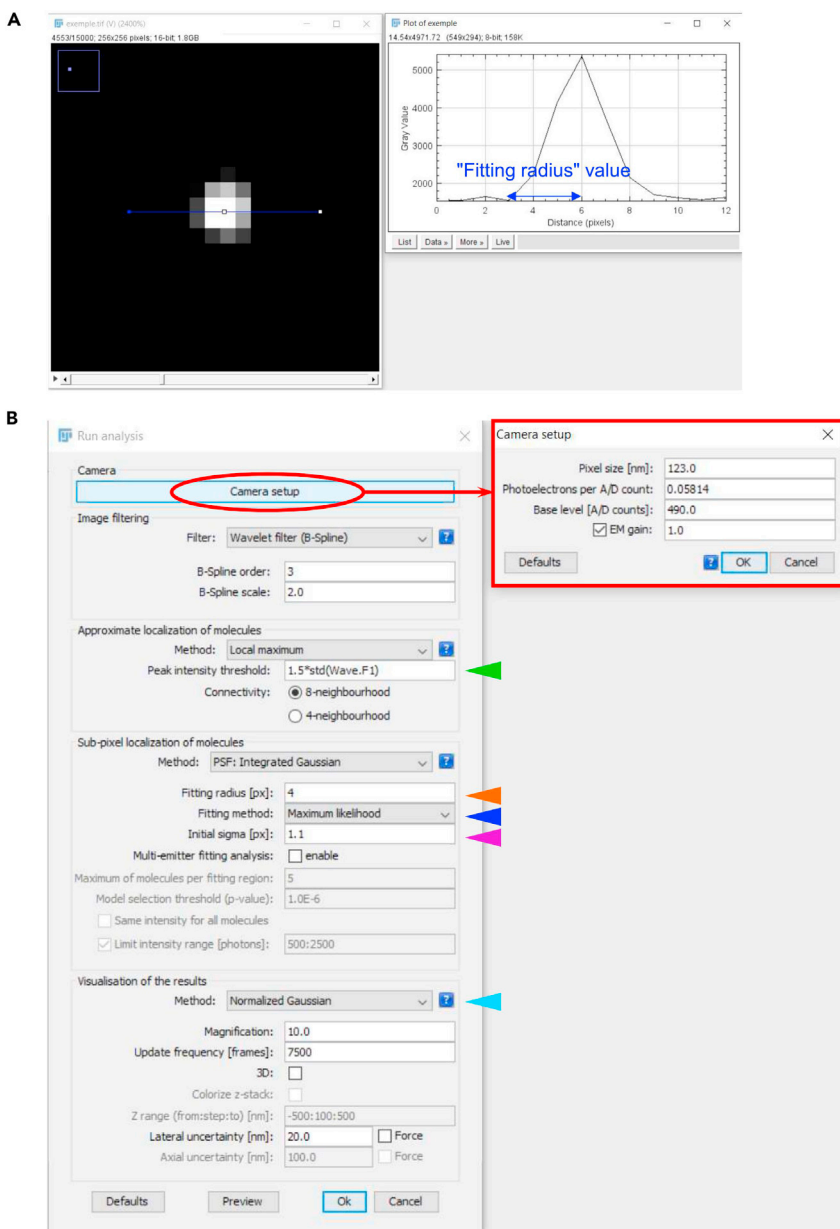 A
exemple.tif (V) (2400%)
4553/15000; 256x256 pixels; 16-bit; 1.8GB
Plot of exemple
14.54x4971.72 (549x294); 8-bit; 158K
5000
4000
3000
2000
Gray Value
"Fitting radius" value
0 2 4 6 8 10 12
Distance (pixels)
List Data » More » Live
B
Run analysis
Camera
Camera setup
Image filtering
Filter: Wavelet filter (B-Spline)
B-Spline order: 3
B-Spline scale: 2.0
Approximate localization of molecules
Method: Local maximum
Peak intensity threshold: 1.5*std(Wave.F1)
Connectivity: 8-neighbourhood
4-neighbourhood
Sub-pixel localization of molecules
Method: PSF: Integrated Gaussian
Fitting radius [px]: 4
Fitting method: Maximum likelihood
Initial sigma [px]: 1.1
Multi-emitter fitting analysis: enable
Maximum of molecules per fitting region: 5
Model selection threshold (p-value): 1.0E-6
Same intensity for all molecules
Limit intensity range [photons]: 500:2500
Visualisation of the results
Method: Normalized Gaussian
Magnification: 10.0
Update frequency [frames]: 7500
3D:
Colorize z-stack:
Z range (from:step:to) [nm]: -500:100:500
Lateral uncertainty [nm]: 20.0 Force
Axial uncertainty [nm]: 100.0 Force
Defaults Preview Ok Cancel
Camera setup
Pixel size [nm]: 123.0
Photoelectrons per A/D count: 0.05814
Base level [A/D counts]: 490.0
EM gain: 1.0
Defaults ? OK Cancel